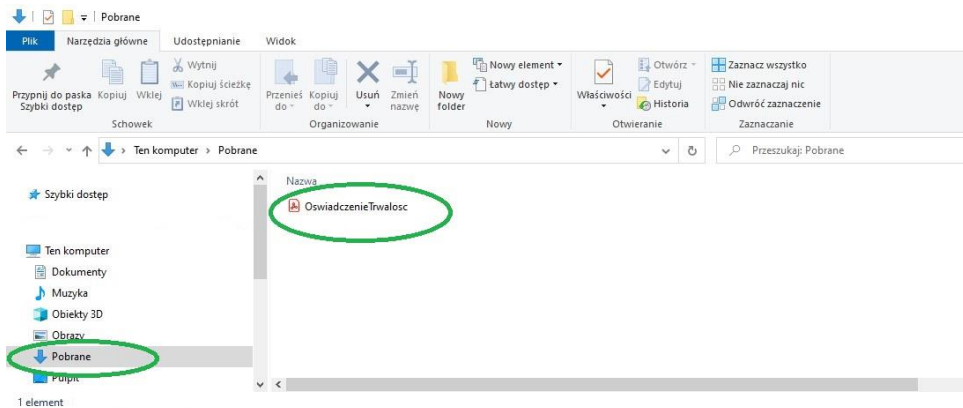 Pobrane
Plik Narzędzia główne Udostępnianie Widok
Przypnij do paska Szybki dostęp
Kopiuj
Wklej
Wytnij
Kopiuj ścieżkę
Wklej skrót
Schowek
Przenieś do
Kopiuj do
Usuń
Zmień nazwę
Organizowanie
Nowy folder
Nowy element
Łatwy dostęp
Nowy
Właściwości
Otwórz
Edytuj
Historia
Otwieranie
Zaznacz wszystko
Nie zaznaczaj nic
Odwróć zaznaczenie
Zaznaczanie
Ten komputer > Pobrane
Przeszukaj: Pobrane
Szybki dostęp
Ten komputer
Dokumenty
Muzyka
Obiekty 3D
Obrazy
Pobrane
Pulpit
Nazwa
OswiadczenieTrwalosc
1 element